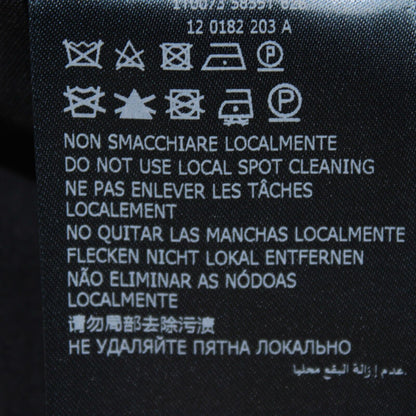 12 0182 203 A
P
P
NON SMACCHIARE LOCALMENTE
DO NOT USE LOCAL SPOT CLEANING
NE PAS ENLEVER LES TÂCHES
LOCALEMENT
NO QUITAR LAS MANCHAS LOCALMENTE
FLECKEN NICHT LOKAL ENTFERNEN
NÃO ELIMINAR AS NÓDOAS
LOCALMENTE
请勿局部去除污渍
НЕ УДАЛЯЙТЕ ПЯТНА ЛОКАЛЬНО
عدم إزالة البقع محليا.